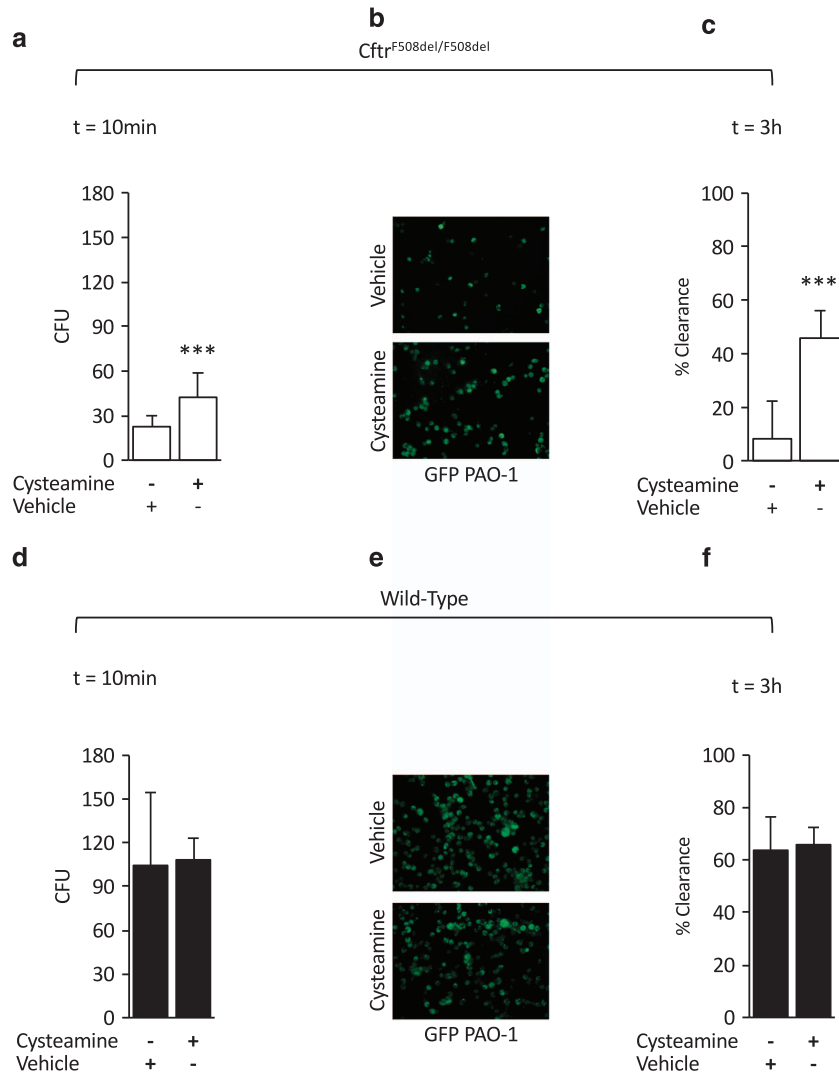 a
b
c
Cftr^F508del/F508del
t = 10min
t = 3h
180
150
120
90
60
30
0
CFU
***
Cysteamine - +
Vehicle + -
Vehicle
Cysteamine
GFP PAO-1
100
80
60
40
20
0
% Clearance
***
Cysteamine - +
Vehicle + -
d
e
f
Wild-Type
t = 10min
t = 3h
180
150
120
90
60
30
0
CFU
Cysteamine - +
Vehicle + -
Vehicle
Cysteamine
GFP PAO-1
100
80
60
40
20
0
% Clearance
Cysteamine - +
Vehicle + -